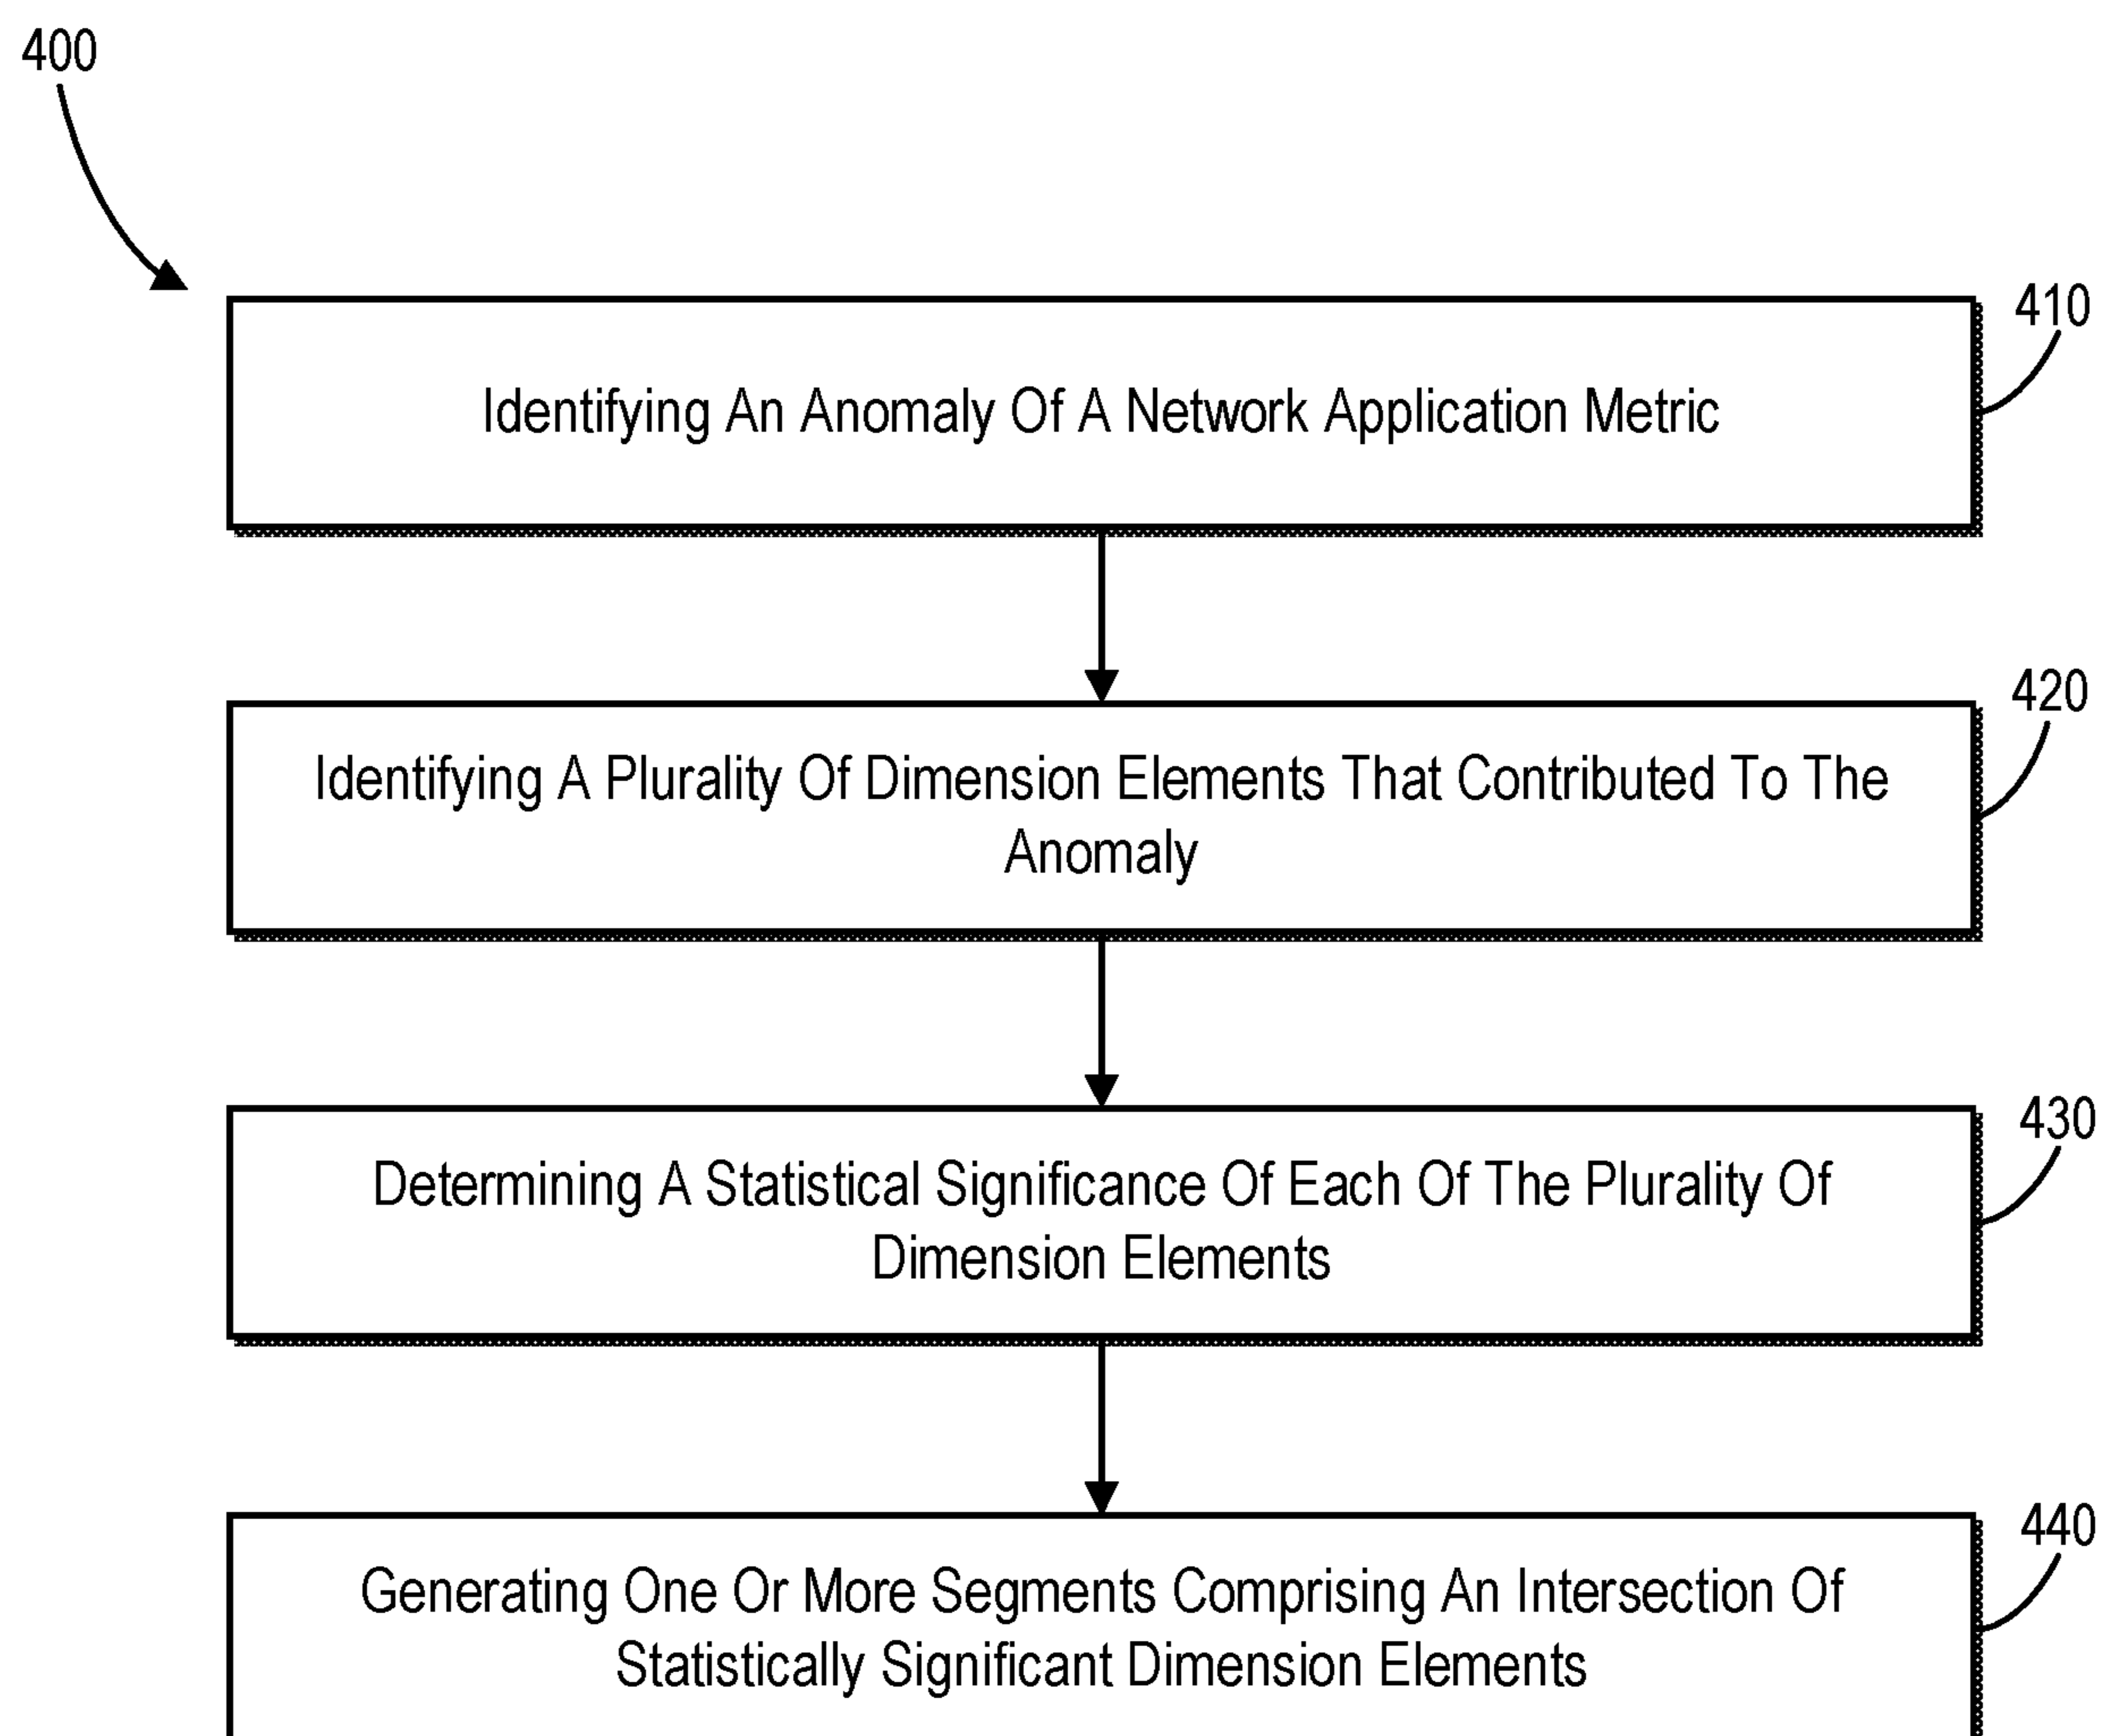 400
410
Identifying An Anomaly Of A Network Application Metric
420
Identifying A Plurality Of Dimension Elements That Contributed To The
Anomaly
430
Determining A Statistical Significance Of Each Of The Plurality Of
Dimension Elements
440
Generating One Or More Segments Comprising An Intersection Of
Statistically Significant Dimension Elements